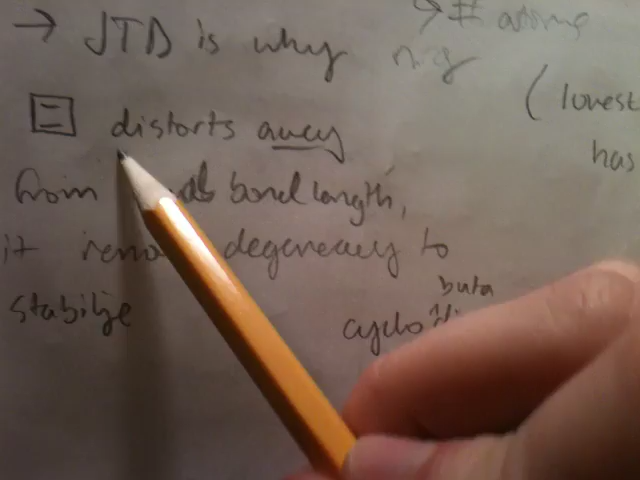 → # atoms
→ JTD is why
(lowest
distorts away
has
from bond length,
it degeneracy to
stabilize
buta
cyclo